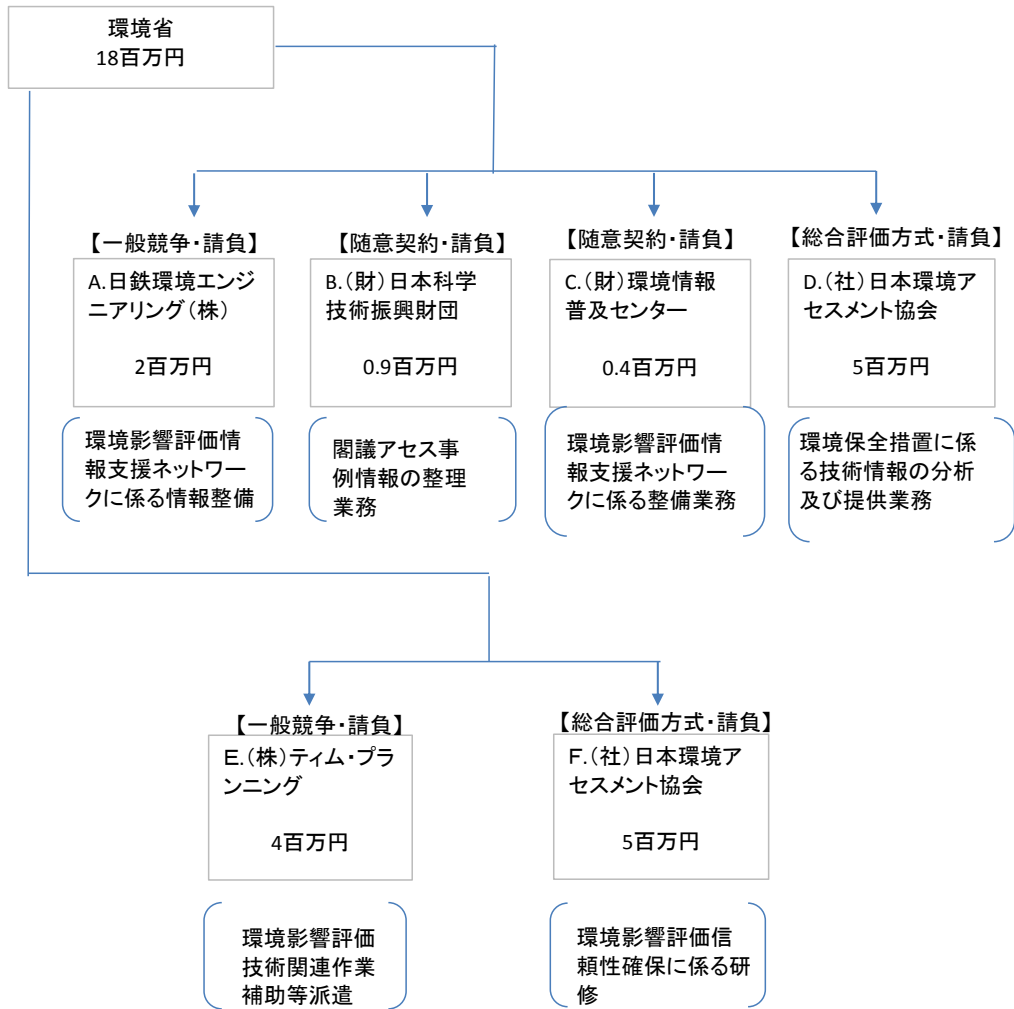 環境省
18百万円
【一般競争・請負】
A.日鉄環境エンジ
ニアリング(株)
2百万円
環境影響評価情
報支援ネットワー
クに係る情報整備
【随意契約・請負】
B.(財)日本科学
技術振興財団
0.9百万円
閣議アセス事
例情報の整理
業務
【随意契約・請負】
C.(財)環境情報
普及センター
0.4百万円
環境影響評価情
報支援ネットワー
クに係る整備業務
【総合評価方式・請負】
D.(社)日本環境ア
セスメント協会
5百万円
環境保全措置に係
る技術情報の分析
及び提供業務
【一般競争・請負】
E.(株)ティム・プラ
ンニング
4百万円
環境影響評価
技術関連作業
補助等派遣
【総合評価方式・請負】
F.(社)日本環境ア
セスメント協会
5百万円
環境影響評価信
頼性確保に係る研
修